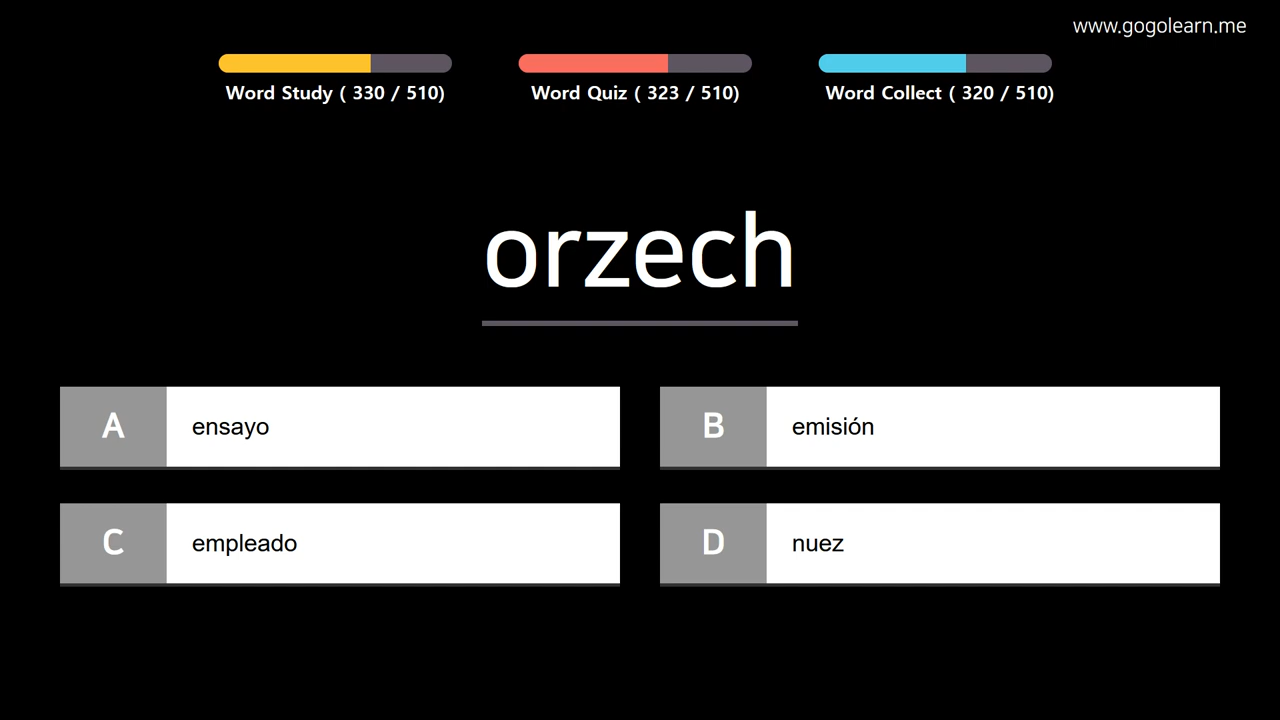 www.gogolearn.me
Word Study ( 330 / 510)
Word Quiz ( 323 / 510)
Word Collect ( 320 / 510)
orzech
A ensayo
B emisión
C empleado
D nuez